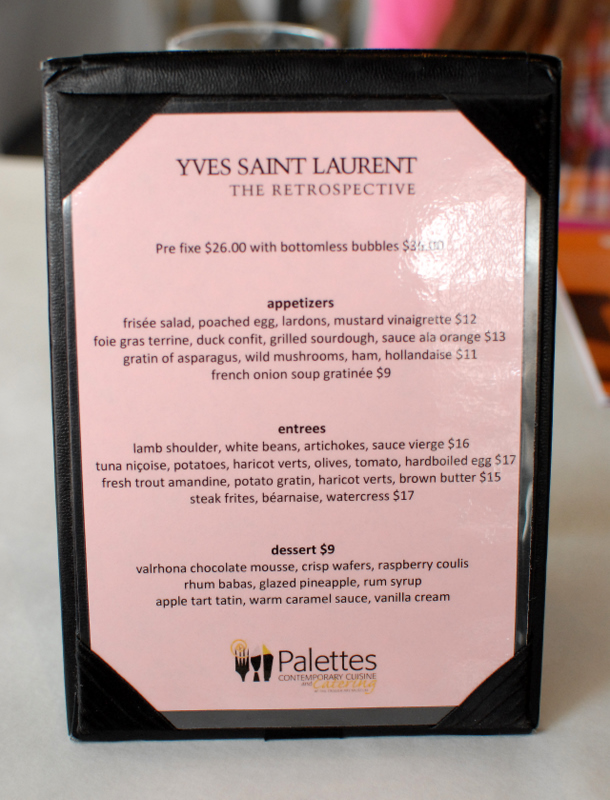 YVES SAINT LAURENT
THE RETROSPECTIVE
Pre fixe $26.00 with bottomless bubbles
appetizers
frisée salad, poached egg, lardons, mustard vinaigrette $12
foie gras terrine, duck confit, grilled sourdough, sauce ala orange $13
gratin of asparagus, wild mushrooms, ham, hollandaise $11
french onion soup gratinée $9
entrees
lamb shoulder, white beans, artichokes, sauce vierge $16
tuna niçoise, potatoes, haricot verts, olives, tomato, hardboiled egg $17
fresh trout amandine, potato gratin, haricot verts, brown butter $15
steak frites, béarnaise, watercress $17
dessert $9
valrhona chocolate mousse, crisp wafers, raspberry coulis
rhum babas, glazed pineapple, rum syrup
apple tart tatin, warm caramel sauce, vanilla cream
Palettes
CONTEMPORARY CUISINE
and Catering